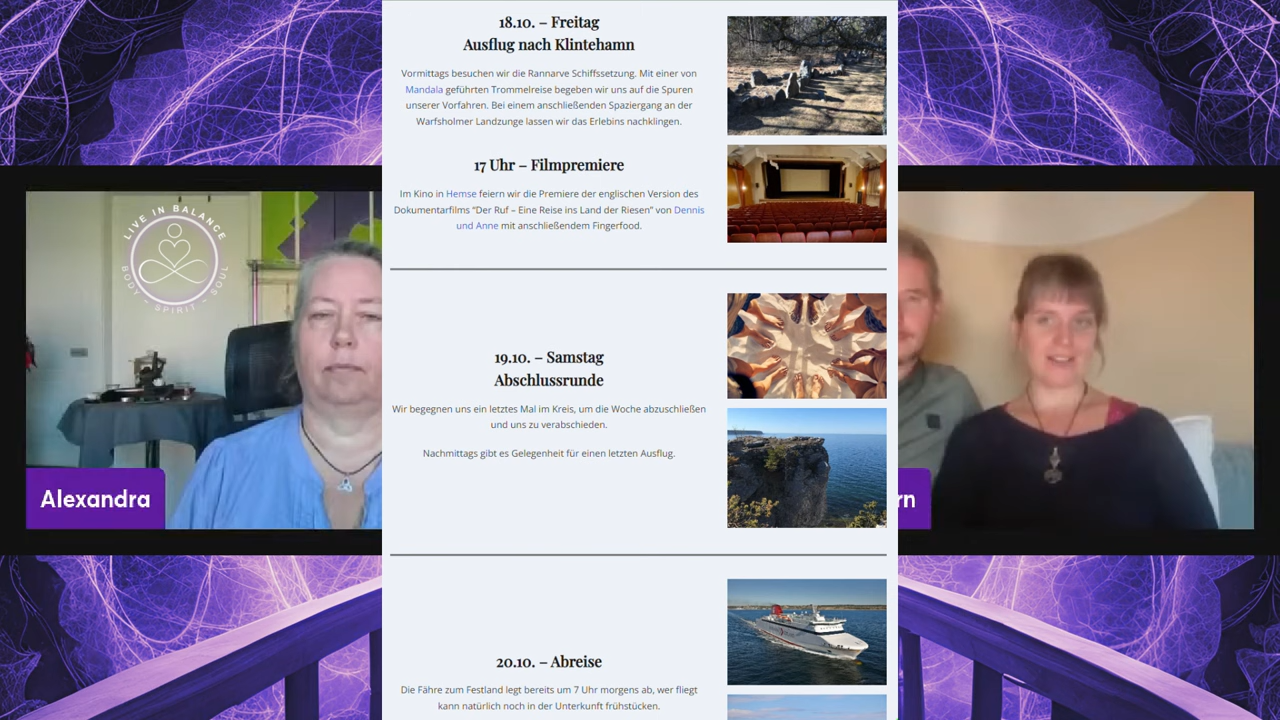 18.10. – Freitag
Ausflug nach Klintehamn
Vormittags besuchen wir die Rannarve Schiffssetzung. Mit einer von
Mandala geführten Trommelreise begeben wir uns auf die Spuren
unserer Vorfahren. Bei einem anschließenden Spaziergang an der
Warfsholmer Landzunge lassen wir das Erlebins nachklingen.
17 Uhr – Filmpremiere
Im Kino in Hemse feiern wir die Premiere der englischen Version des
Dokumentarfilms “Der Ruf – Eine Reise ins Land der Riesen” von Dennis
und Anne mit anschließendem Fingerfood.
19.10. – Samstag
Abschlussrunde
Wir begegnen uns ein letztes Mal im Kreis, um die Woche abzuschließen
und uns zu verabschieden.
Nachmittags gibt es Gelegenheit für einen letzten Ausflug.
20.10. – Abreise
Die Fähre zum Festland legt bereits um 7 Uhr morgens ab, wer fliegt
kann natürlich noch in der Unterkunft frühstücken.
LIVE IN BALANCE
BODY ~ SPIRIT ~ SOUL
Alexandra
rn